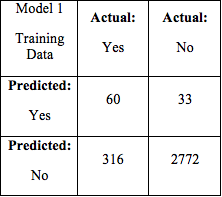 Model 1 Actual: Actual:
Training Yes No
Data
Predicted: 60 33
Yes
Predicted: 316 2772
No